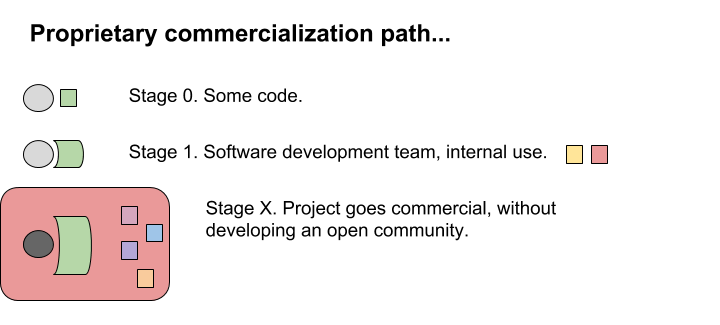 Proprietary commercialization path...
Stage 0. Some code.
Stage 1. Software development team, internal use.
Stage X. Project goes commercial, without
developing an open community.